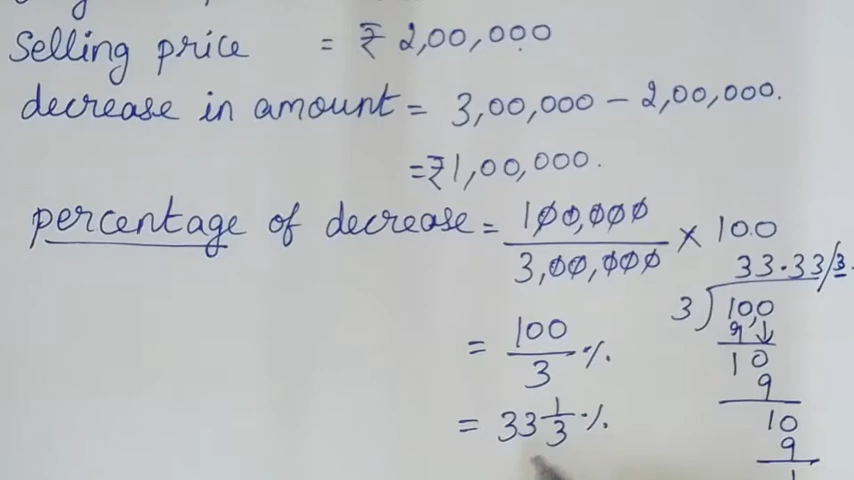 Selling price = ₹ 2,00,000
decrease in amount = 3,00,000 - 2,00,000.
= ₹1,00,000.
percentage of decrease = 100,000 / 3,00,000 × 100
= 100/3 %
= 33 1/3 %
33.33/3
3 ) 100
9
10
9
10
9
1